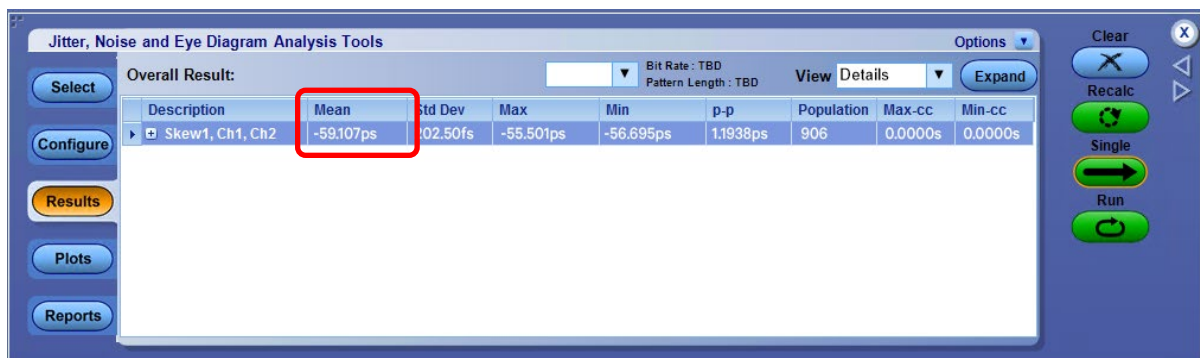 Jitter, Noise and Eye Diagram Analysis Tools
Options
Clear
X
Select
Overall Result:
Bit Rate : TBD
Pattern Length : TBD
View Details
Expand
Recalc
Description Mean Std Dev Max Min p-p Population Max-cc Min-cc
Skew1, Ch1, Ch2 -59.107ps 202.50fs -55.501ps -56.695ps 1.1938ps 906 0.0000s 0.0000s
Configure
Single
Results
Run
Plots
Reports